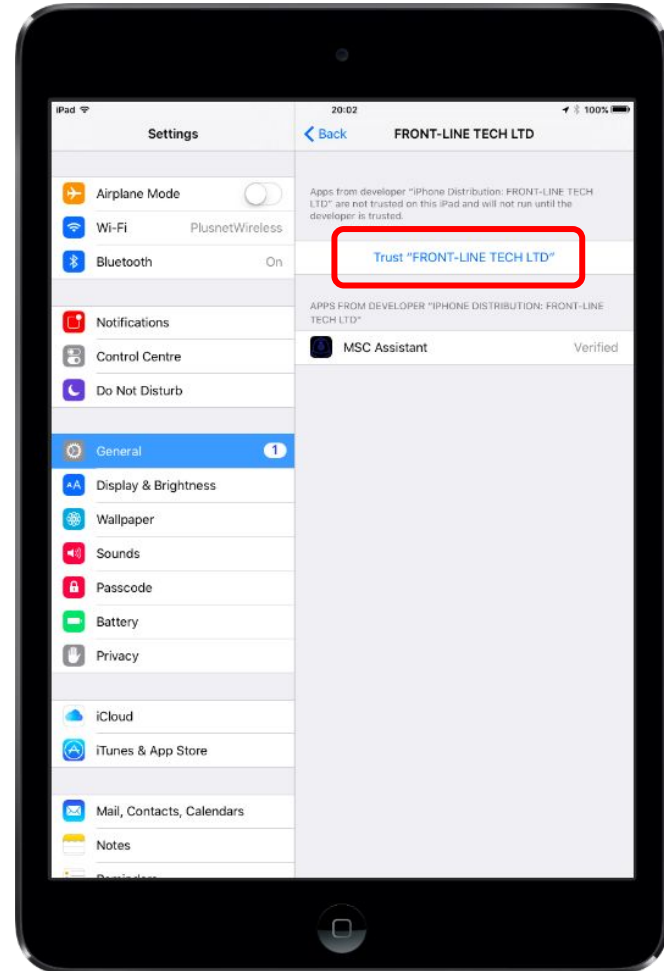 iPad 20:02 100%
Settings
Back FRONT-LINE TECH LTD
Airplane Mode
Wi-Fi PlusnetWireless
Bluetooth On
Notifications
Control Centre
Do Not Disturb
General 1
Display & Brightness
Wallpaper
Sounds
Passcode
Battery
Privacy
iCloud
iTunes & App Store
Mail, Contacts, Calendars
Notes
Reminders
Apps from developer "iPhone Distribution: FRONT-LINE TECH
LTD" are not trusted on this iPad and will not run until the
developer is trusted.
Trust "FRONT-LINE TECH LTD"
APPS FROM DEVELOPER "IPHONE DISTRIBUTION: FRONT-LINE
TECH LTD"
MSC Assistant Verified